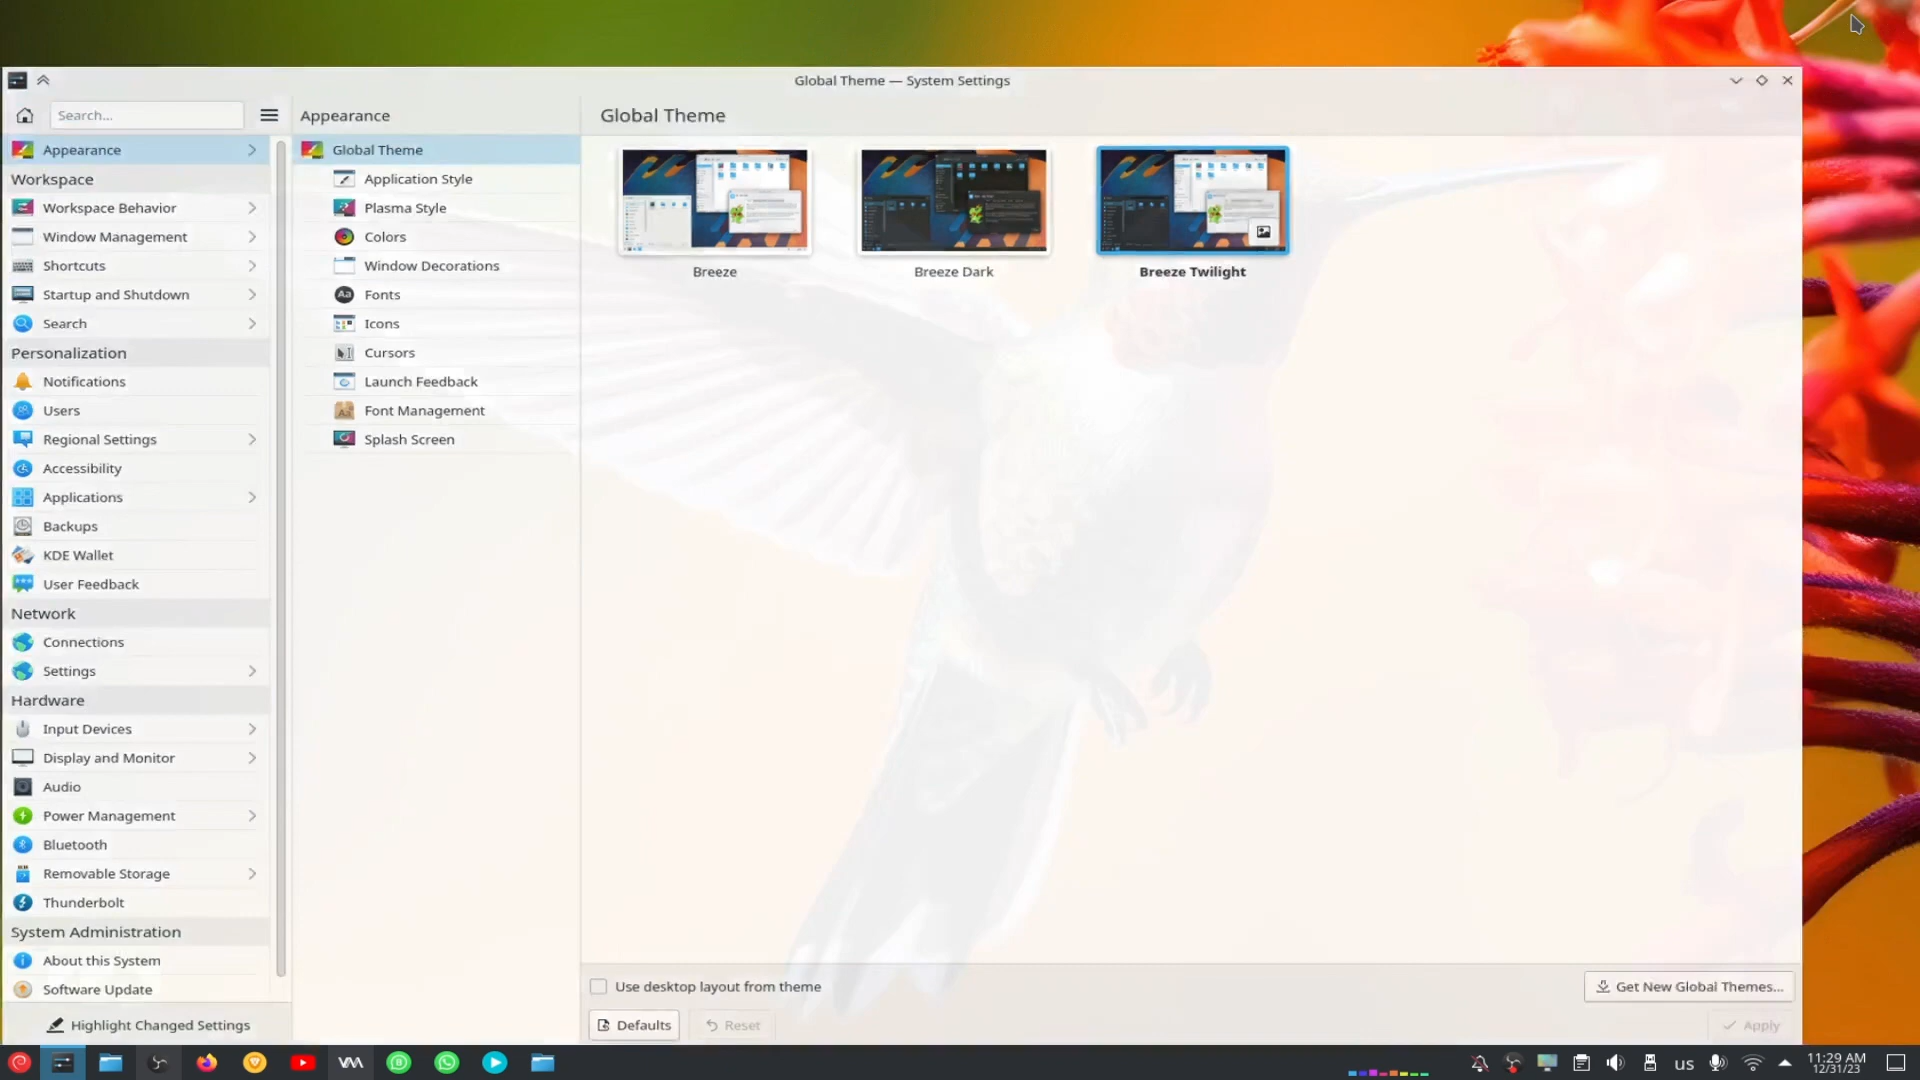 Global Theme — System Settings
Search...
Appearance
Global Theme
Appearance
Workspace
Workspace Behavior
Window Management
Shortcuts
Startup and Shutdown
Search
Personalization
Notifications
Users
Regional Settings
Accessibility
Applications
Backups
KDE Wallet
User Feedback
Network
Connections
Settings
Hardware
Input Devices
Display and Monitor
Audio
Power Management
Bluetooth
Removable Storage
Thunderbolt
System Administration
About this System
Software Update
Highlight Changed Settings
Global Theme
Application Style
Plasma Style
Colors
Window Decorations
Fonts
Icons
Cursors
Launch Feedback
Font Management
Splash Screen
Breeze
Breeze Dark
Breeze Twilight
Use desktop layout from theme
Get New Global Themes...
Defaults
Reset
Apply
us
11:29 AM
12/31/23